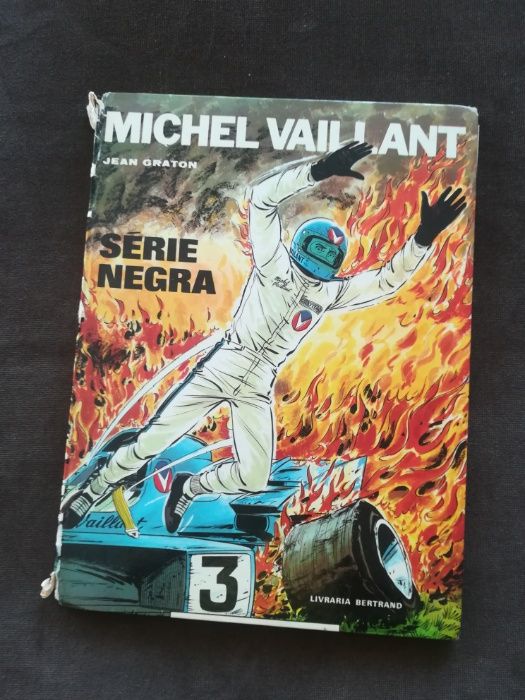 MICHEL VAILLANT
JEAN GRATON
SÉRIE
NEGRA
Vaillant
3
LIVRARIA BERTRAND